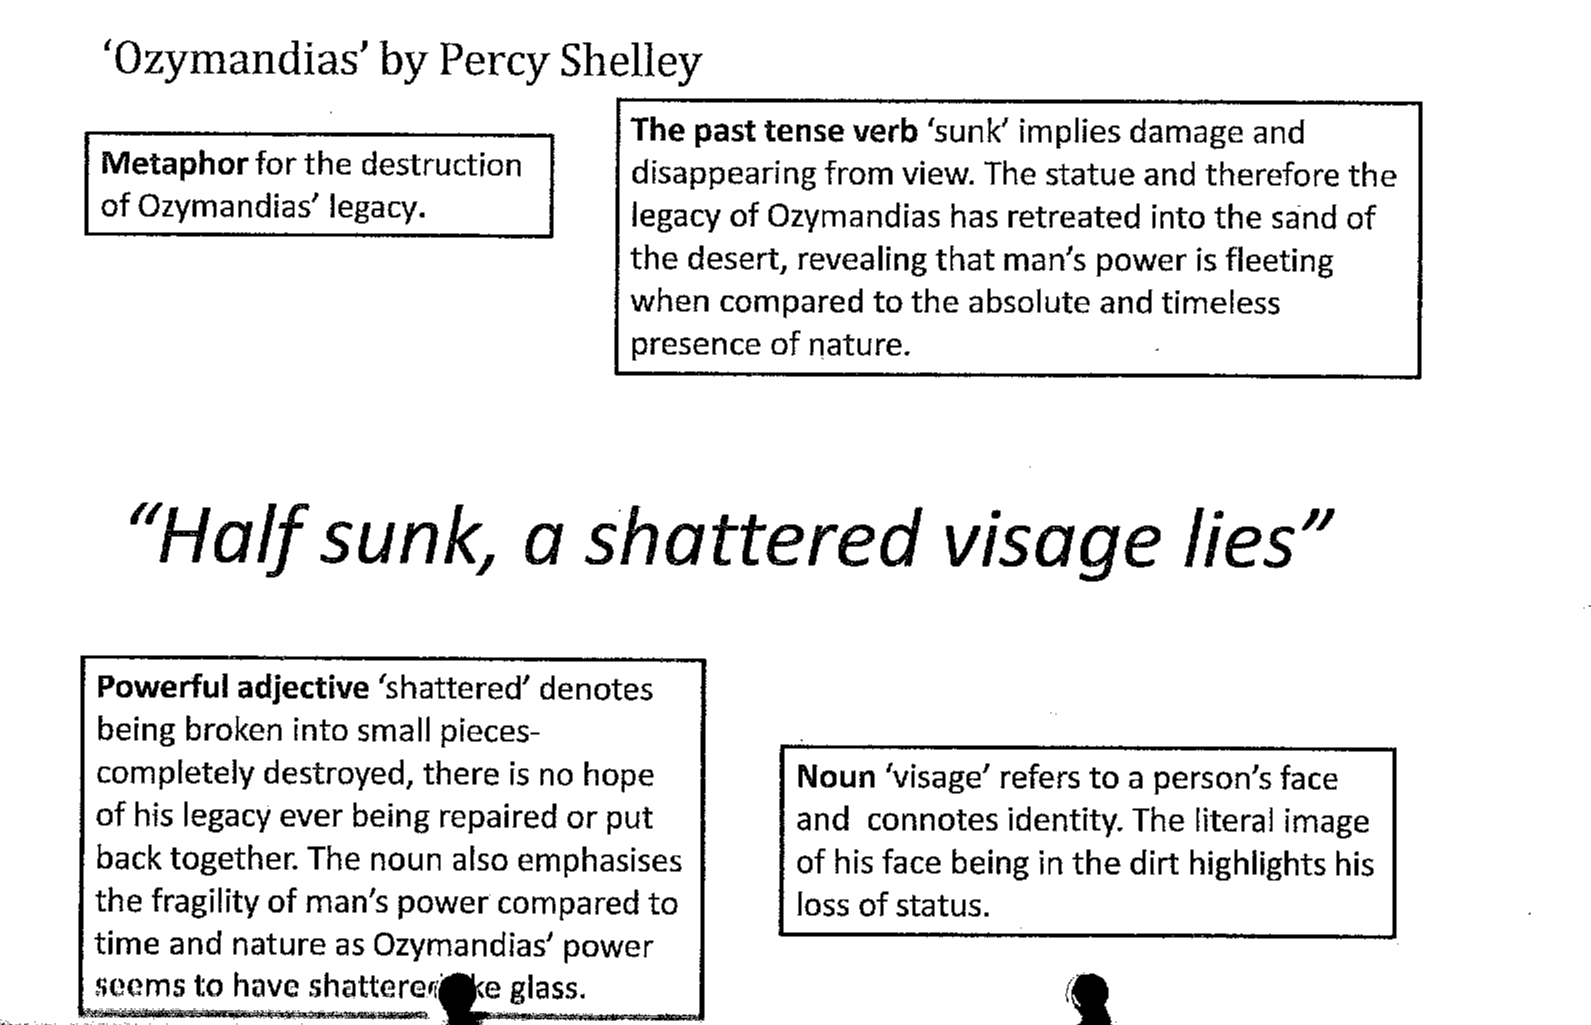 ‘Ozymandias’ by Percy Shelley
Metaphor for the destruction
of Ozymandias’ legacy.
The past tense verb ‘sunk’ implies damage and
disappearing from view. The statue and therefore the
legacy of Ozymandias has retreated into the sand of
the desert, revealing that man’s power is fleeting
when compared to the absolute and timeless
presence of nature.
“Half sunk, a shattered visage lies”
Powerful adjective ‘shattered’ denotes
being broken into small pieces-
completely destroyed, there is no hope
of his legacy ever being repaired or put
back together. The noun also emphasises
the fragility of man’s power compared to
time and nature as Ozymandias’ power
seems to have glass.
Noun ‘visage’ refers to a person’s face
and connotes identity. The literal image
of his face being in the dirt highlights his
loss of status.